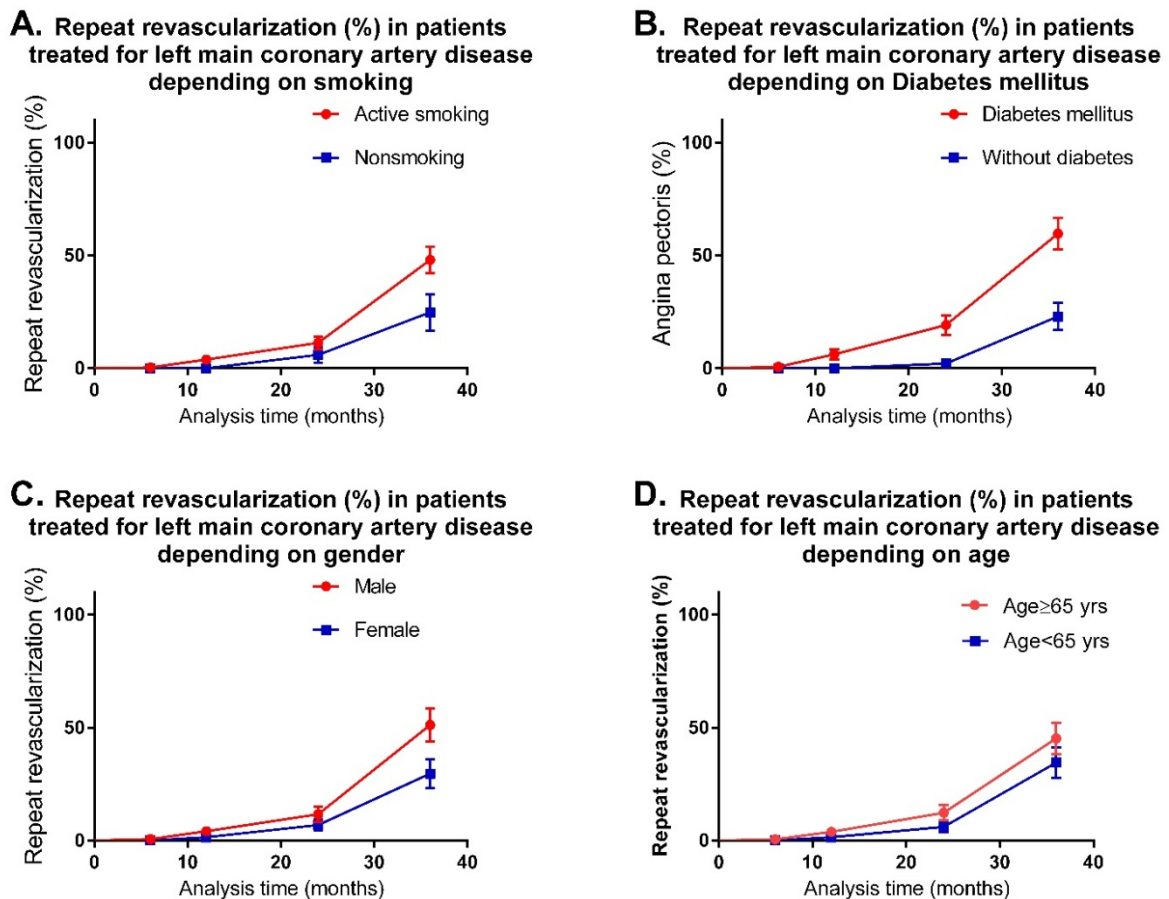 A. Repeat revascularization (%) in patients
treated for left main coronary artery disease
depending on smoking
Active smoking
Nonsmoking
Repeat revascularization (%)
100
50
0
0 10 20 30 40
Analysis time (months)
B. Repeat revascularization (%) in patients
treated for left main coronary artery disease
depending on Diabetes mellitus
Diabetes mellitus
Without diabetes
Angina pectoris (%)
100
50
0
0 10 20 30 40
Analysis time (months)
C. Repeat revascularization (%) in patients
treated for left main coronary artery disease
depending on gender
Male
Female
Repeat revascularization (%)
100
50
0
0 10 20 30 40
Analysis time (months)
D. Repeat revascularization (%) in patients
treated for left main coronary artery disease
depending on age
Age≥65 yrs
Age<65 yrs
Repeat revascularization (%)
100
50
0
0 10 20 30 40
Analysis time (months)